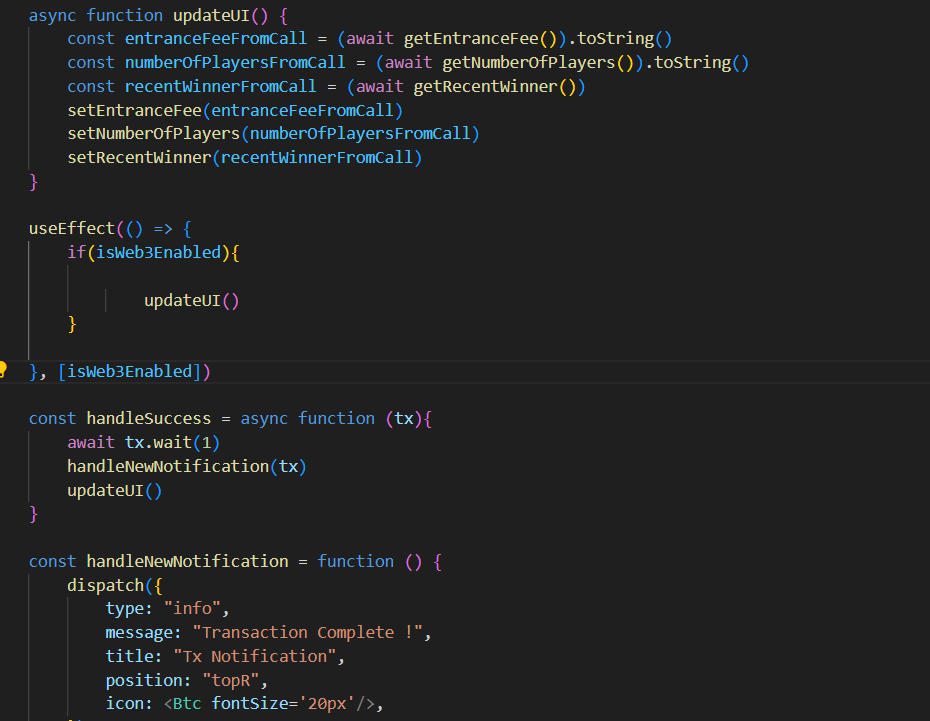 async function updateUI() {
    const entranceFeeFromCall = (await getEntranceFee()).toString()
    const numberOfPlayersFromCall = (await getNumberOfPlayers()).toString()
    const recentWinnerFromCall = (await getRecentWinner())
    setEntranceFee(entranceFeeFromCall)
    setNumberOfPlayers(numberOfPlayersFromCall)
    setRecentWinner(recentWinnerFromCall)
}

useEffect(() => {
    if(isWeb3Enabled){

            updateUI()
    }

}, [isWeb3Enabled])

const handleSuccess = async function (tx){
    await tx.wait(1)
    handleNewNotification(tx)
    updateUI()
}

const handleNewNotification = function () {
    dispatch({
        type: "info",
        message: "Transaction Complete !",
        title: "Tx Notification",
        position: "topR",
        icon: <Btc fontSize='20px'/>,